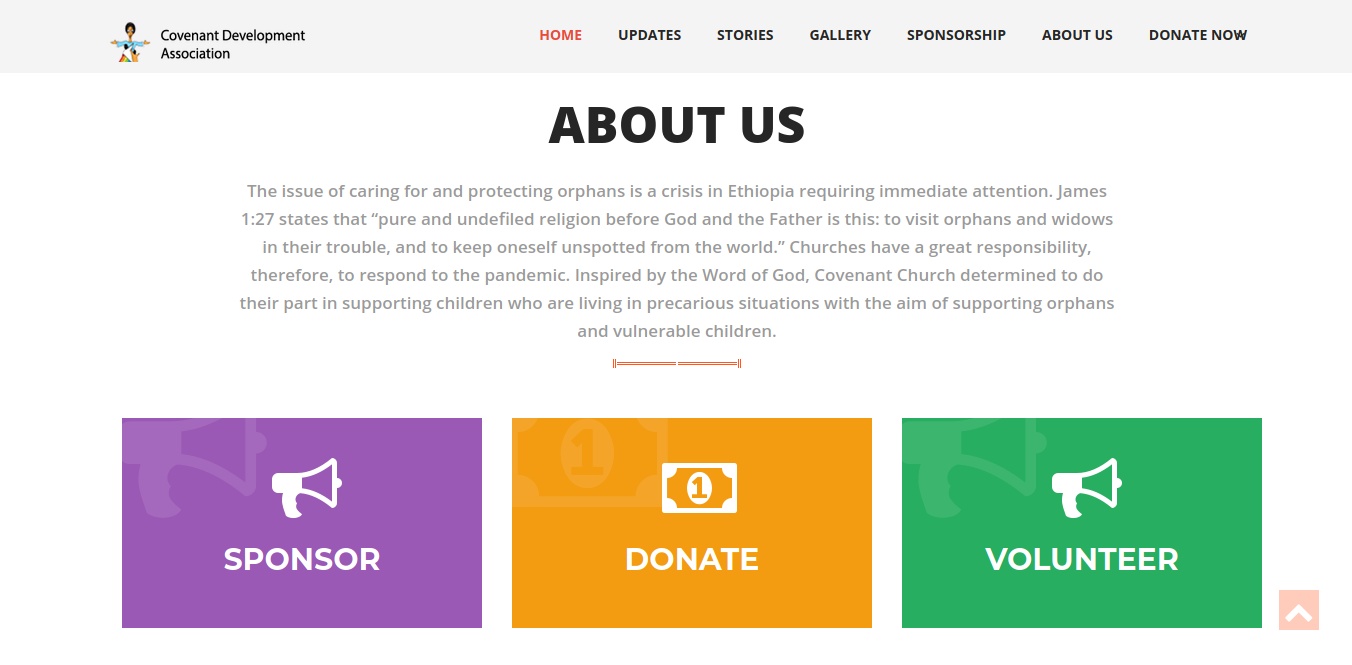 Covenant Development
Association
HOME UPDATES STORIES GALLERY SPONSORSHIP ABOUT US DONATE NOW
ABOUT US
The issue of caring for and protecting orphans is a crisis in Ethiopia requiring immediate attention. James
1:27 states that “pure and undefiled religion before God and the Father is this: to visit orphans and widows
in their trouble, and to keep oneself unspotted from the world.” Churches have a great responsibility,
therefore, to respond to the pandemic. Inspired by the Word of God, Covenant Church determined to do
their part in supporting children who are living in precarious situations with the aim of supporting orphans
and vulnerable children.
1 1
SPONSOR DONATE VOLUNTEER